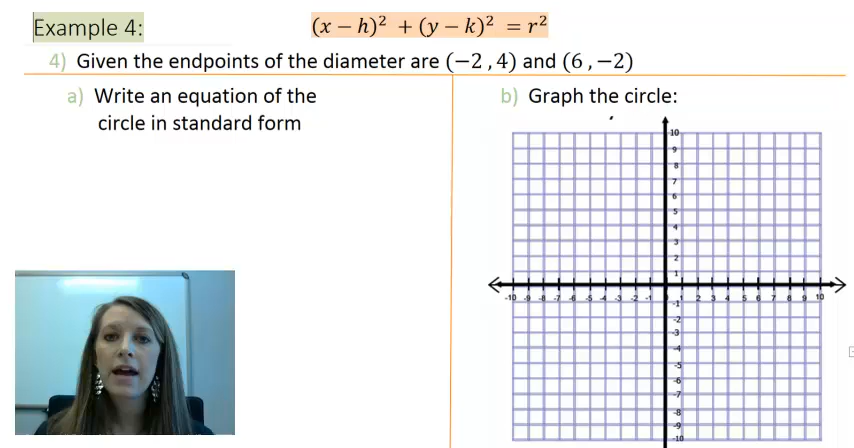 Example 4:
(x − h)² + (y − k)² = r²
4) Given the endpoints of the diameter are (−2 , 4) and (6 , −2)
a) Write an equation of the
circle in standard form
b) Graph the circle:
10
9
8
7
6
5
4
3
2
1
-10 -9 -8 -7 -6 -5 -4 -3 -2 -1 1 2 3 4 5 6 7 8 9 10
-1
-2
-3
-4
-5
-6
-7
-8
-9
-10